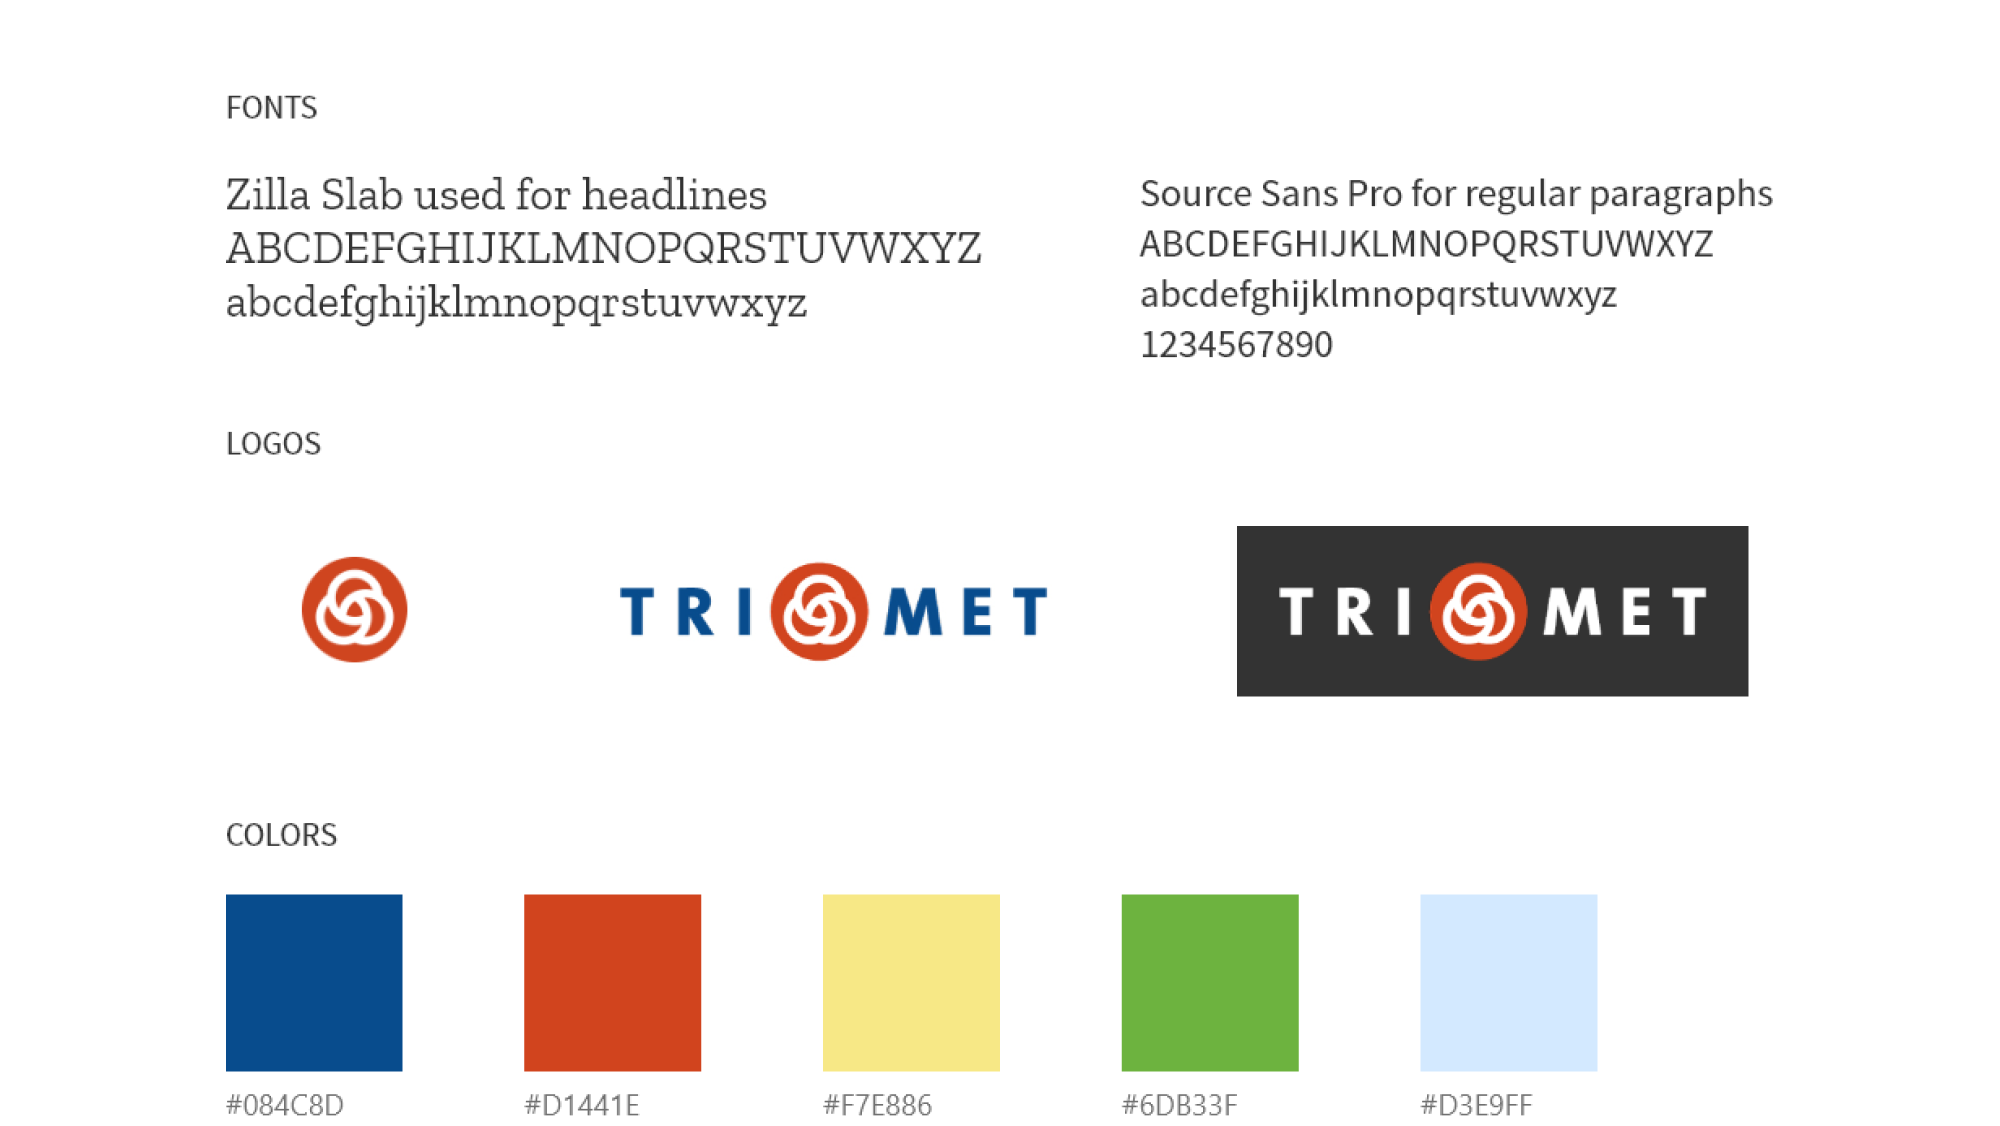 FONTS
Zilla Slab used for headlines
ABCDEFGHIJKLMNOPQRSTUVWXYZ
abcdefghijklmnopqrstuvwxyz
Source Sans Pro for regular paragraphs
ABCDEFGHIJKLMNOPQRSTUVWXYZ
abcdefghijklmnopqrstuvwxyz
1234567890
LOGOS
TRI MET
TRI MET
COLORS
#084C8D
#D1441E
#F7E886
#6DB33F
#D3E9FF